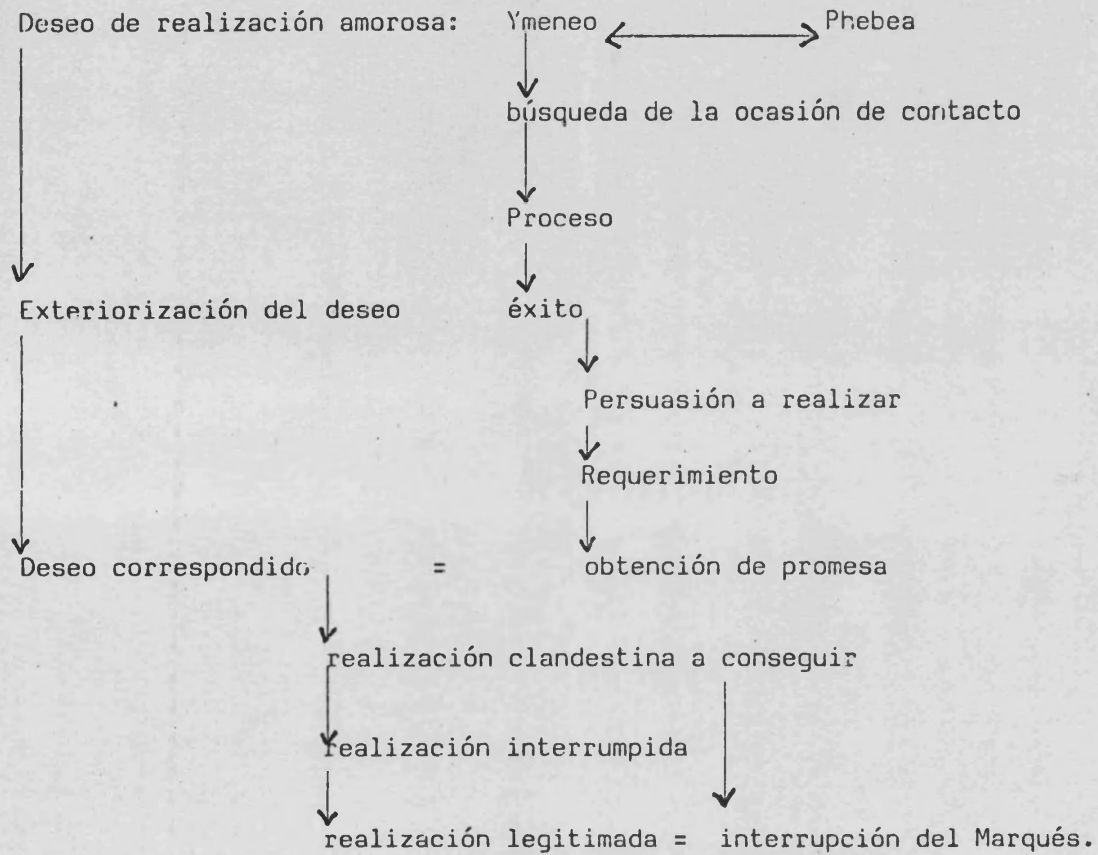 Deseo de realización amorosa: Ymeneo Phebea
búsqueda de la ocasión de contacto
Proceso
Exteriorización del deseo éxito
Persuasión a realizar
Requerimiento
Deseo correspondido = obtención de promesa
realización clandestina a conseguir
realización interrumpida
realización legitimada = interrupción del Marqués.